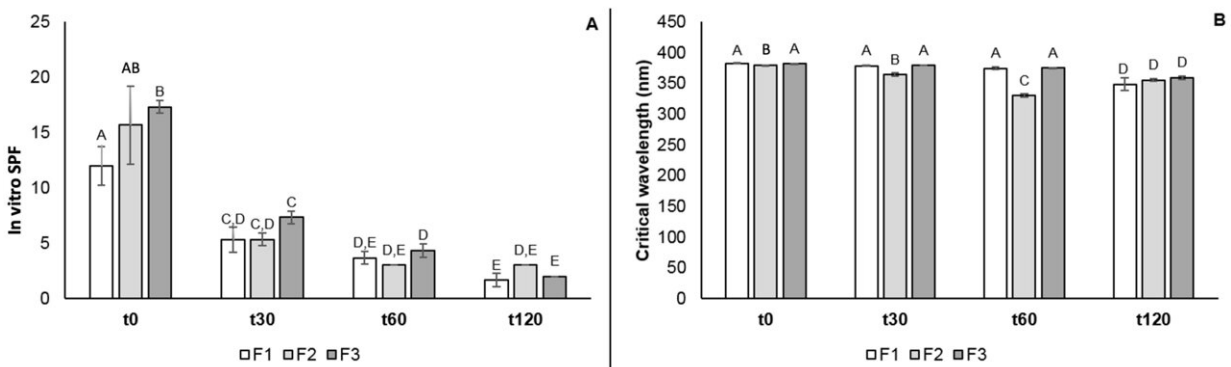 A
In vitro SPF
25
20
15
10
5
0
A
AB
B
C,D
C,D
C
D,E
D,E
D
E
D,E
E
t0 t30 t60 t120
F1 F2 F3
B
Critical wavelength (nm)
450
400
350
300
250
200
150
100
50
0
A B A
A B A
A C A
D D D
t0 t30 t60 t120
F1 F2 F3